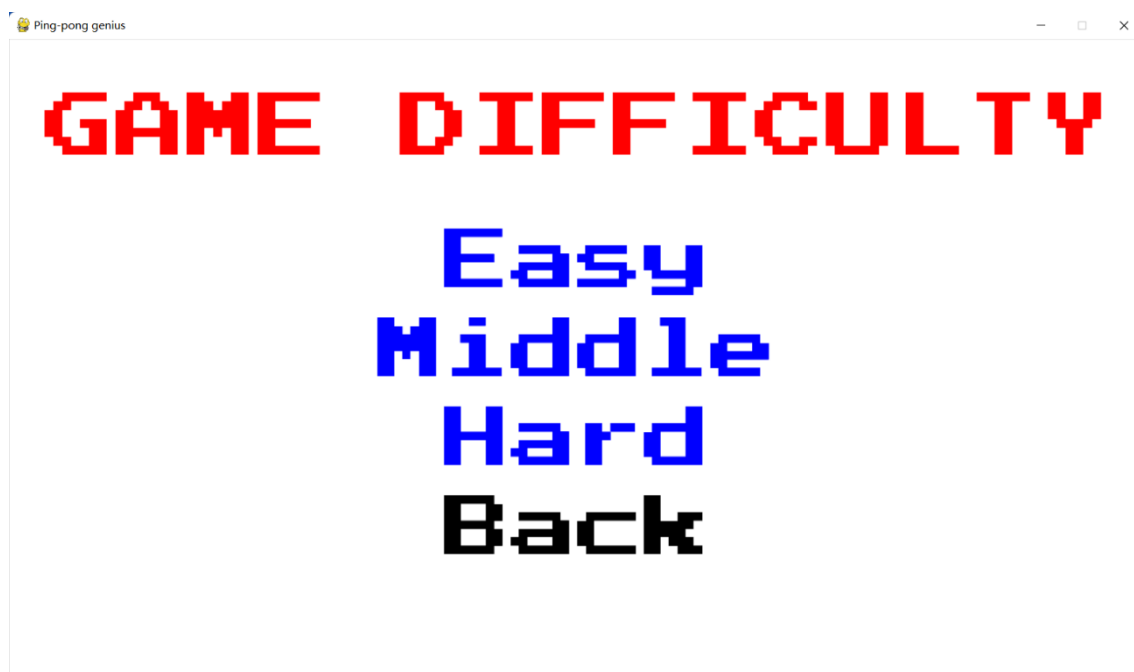 Ping-pong genius
GAME DIFFICULTY
Easy
Middle
Hard
Back